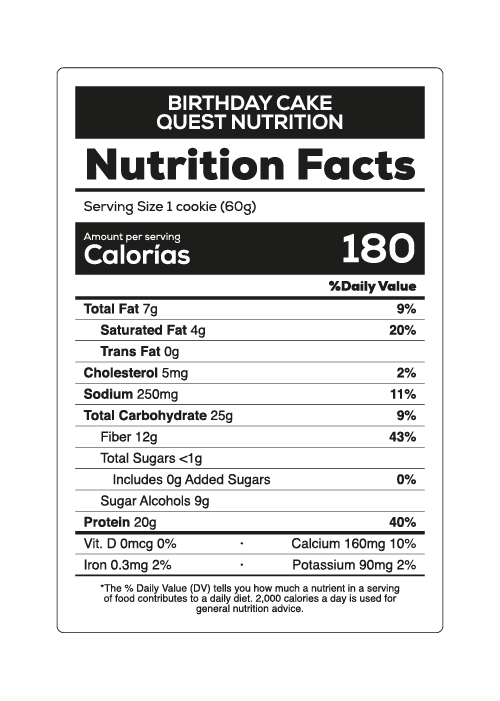 BIRTHDAY CAKE
QUEST NUTRITION
Nutrition Facts
Serving Size 1 cookie (60g)
Amount per serving
Calorías 180
%Daily Value
Total Fat 7g 9%
Saturated Fat 4g 20%
Trans Fat 0g
Cholesterol 5mg 2%
Sodium 250mg 11%
Total Carbohydrate 25g 9%
Fiber 12g 43%
Total Sugars <1g
Includes 0g Added Sugars 0%
Sugar Alcohols 9g
Protein 20g 40%
Vit. D 0mcg 0% · Calcium 160mg 10%
Iron 0.3mg 2% · Potassium 90mg 2%
*The % Daily Value (DV) tells you how much a nutrient in a serving
of food contributes to a daily diet. 2,000 calories a day is used for
general nutrition advice.